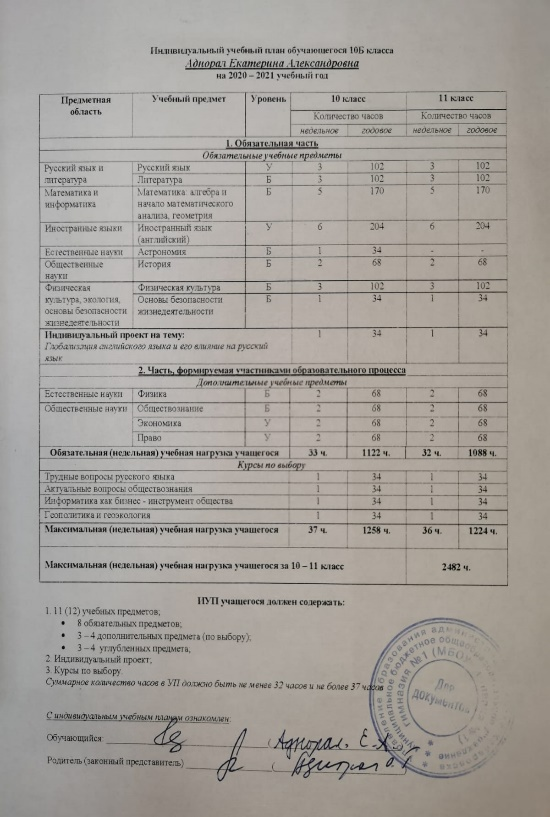 Индивидуальный учебный план обучающегося 10Б класса
Аднорал Екатерина Александровна
на 2020 – 2021 учебный год
Предметная область Учебный предмет Уровень 10 класс 11 класс
Количество часов Количество часов
недельное годовое недельное годовое
1. Обязательная часть
Обязательные учебные предметы
Русский язык и литература Русский язык У 3 102 3 102
Литература Б 3 102 3 102
Математика и информатика Математика: алгебра и начало математического анализа, геометрия Б 5 170 5 170
Иностранные языки Иностранный язык (английский) У 6 204 6 204
Естественные науки Астрономия Б 1 34 - -
Общественные науки История Б 2 68 2 68
Физическая культура, экология, основы безопасности жизнедеятельности Физическая культура Б 3 102 3 102
Основы безопасности жизнедеятельности Б 1 34 1 34
Индивидуальный проект на тему: 1 34 1 34
Глобализация английского языка и его влияние на русский
язык
2. Часть, формируемая участниками образовательного процесса
Дополнительные учебные предметы
Естественные науки Физика Б 2 68 2 68
Общественные науки Обществознание Б 2 68 2 68
Экономика У 2 68 2 68
Право У 2 68 2 68
Обязательная (недельная) учебная нагрузка учащегося 33 ч. 1122 ч. 32 ч. 1088 ч.
Курсы по выбору
Трудные вопросы русского языка 1 34 1 34
Актуальные вопросы обществознания 1 34 1 34
Информатика как бизнес - инструмент общества 1 34 1 34
Геополитика и геоэкология 1 34 1 34
Максимальная (недельная) учебная нагрузка учащегося 37 ч. 1258 ч. 36 ч. 1224 ч.
Максимальная (недельная) учебная нагрузка учащегося за 10 – 11 класс 2482 ч.
ИУП учащегося должен содержать:
1. 11 (12) учебных предметов;
• 8 обязательных предметов;
• 3 – 4 дополнительных предмета (по выбору);
• 3 – 4 углубленных предмета;
2. Индивидуальный проект;
3. Курсы по выбору.
Суммарное количество часов в УП должно быть не менее 32 часов и не более 37 часов
Для
документов
С индивидуальным учебным планом ознакомлен:
Обучающийся: (Аднорал. Е.
Родитель (законный представитель) (Аднорал